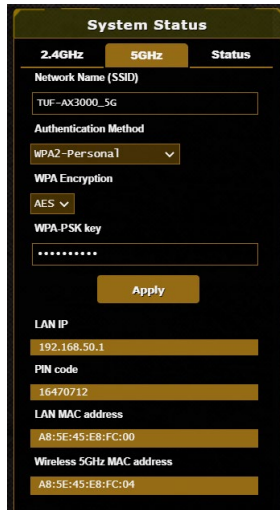 System Status
2.4GHz 5GHz Status
Network Name (SSID)
TUF-AX3000_5G
Authentication Method
WPA2-Personal
WPA Encryption
AES
WPA-PSK key
••••••••••
Apply
LAN IP
192.168.50.1
PIN code
16470712
LAN MAC address
A8:5E:45:E8:FC:00
Wireless 5GHz MAC address
A8:5E:45:E8:FC:04